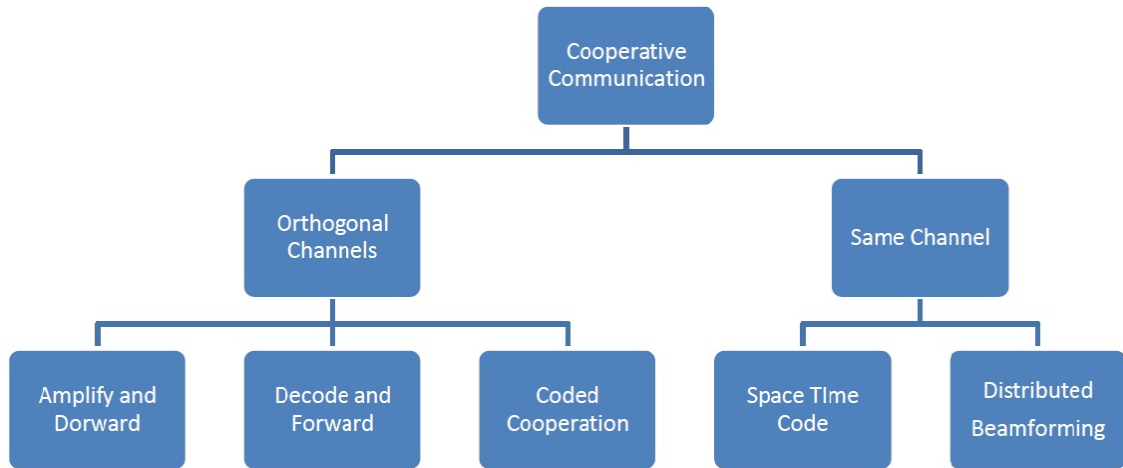 Cooperative
Communication
Orthogonal
Channels
Same Channel
Amplify and
Dorward
Decode and
Forward
Coded
Cooperation
Space TIme
Code
Distributed
Beamforming